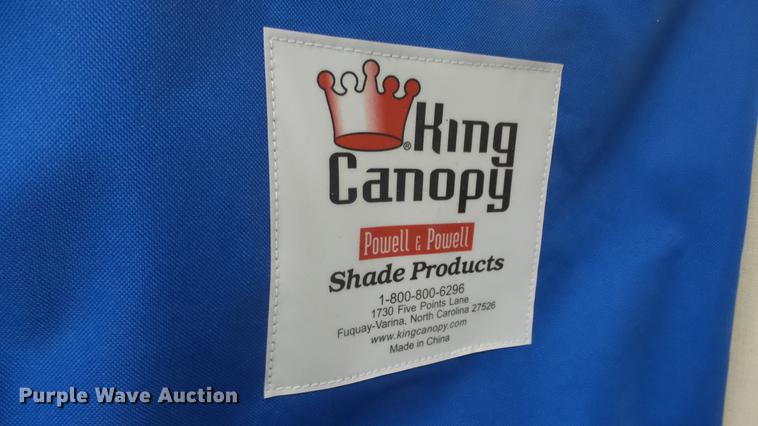 King
Canopy
Powell & Powell
Shade Products
1-800-800-6296
1730 Five Points Lane
Fuquay-Varina, North Carolina 27526
www.kingcanopy.com
Made in China
Purple Wave Auction